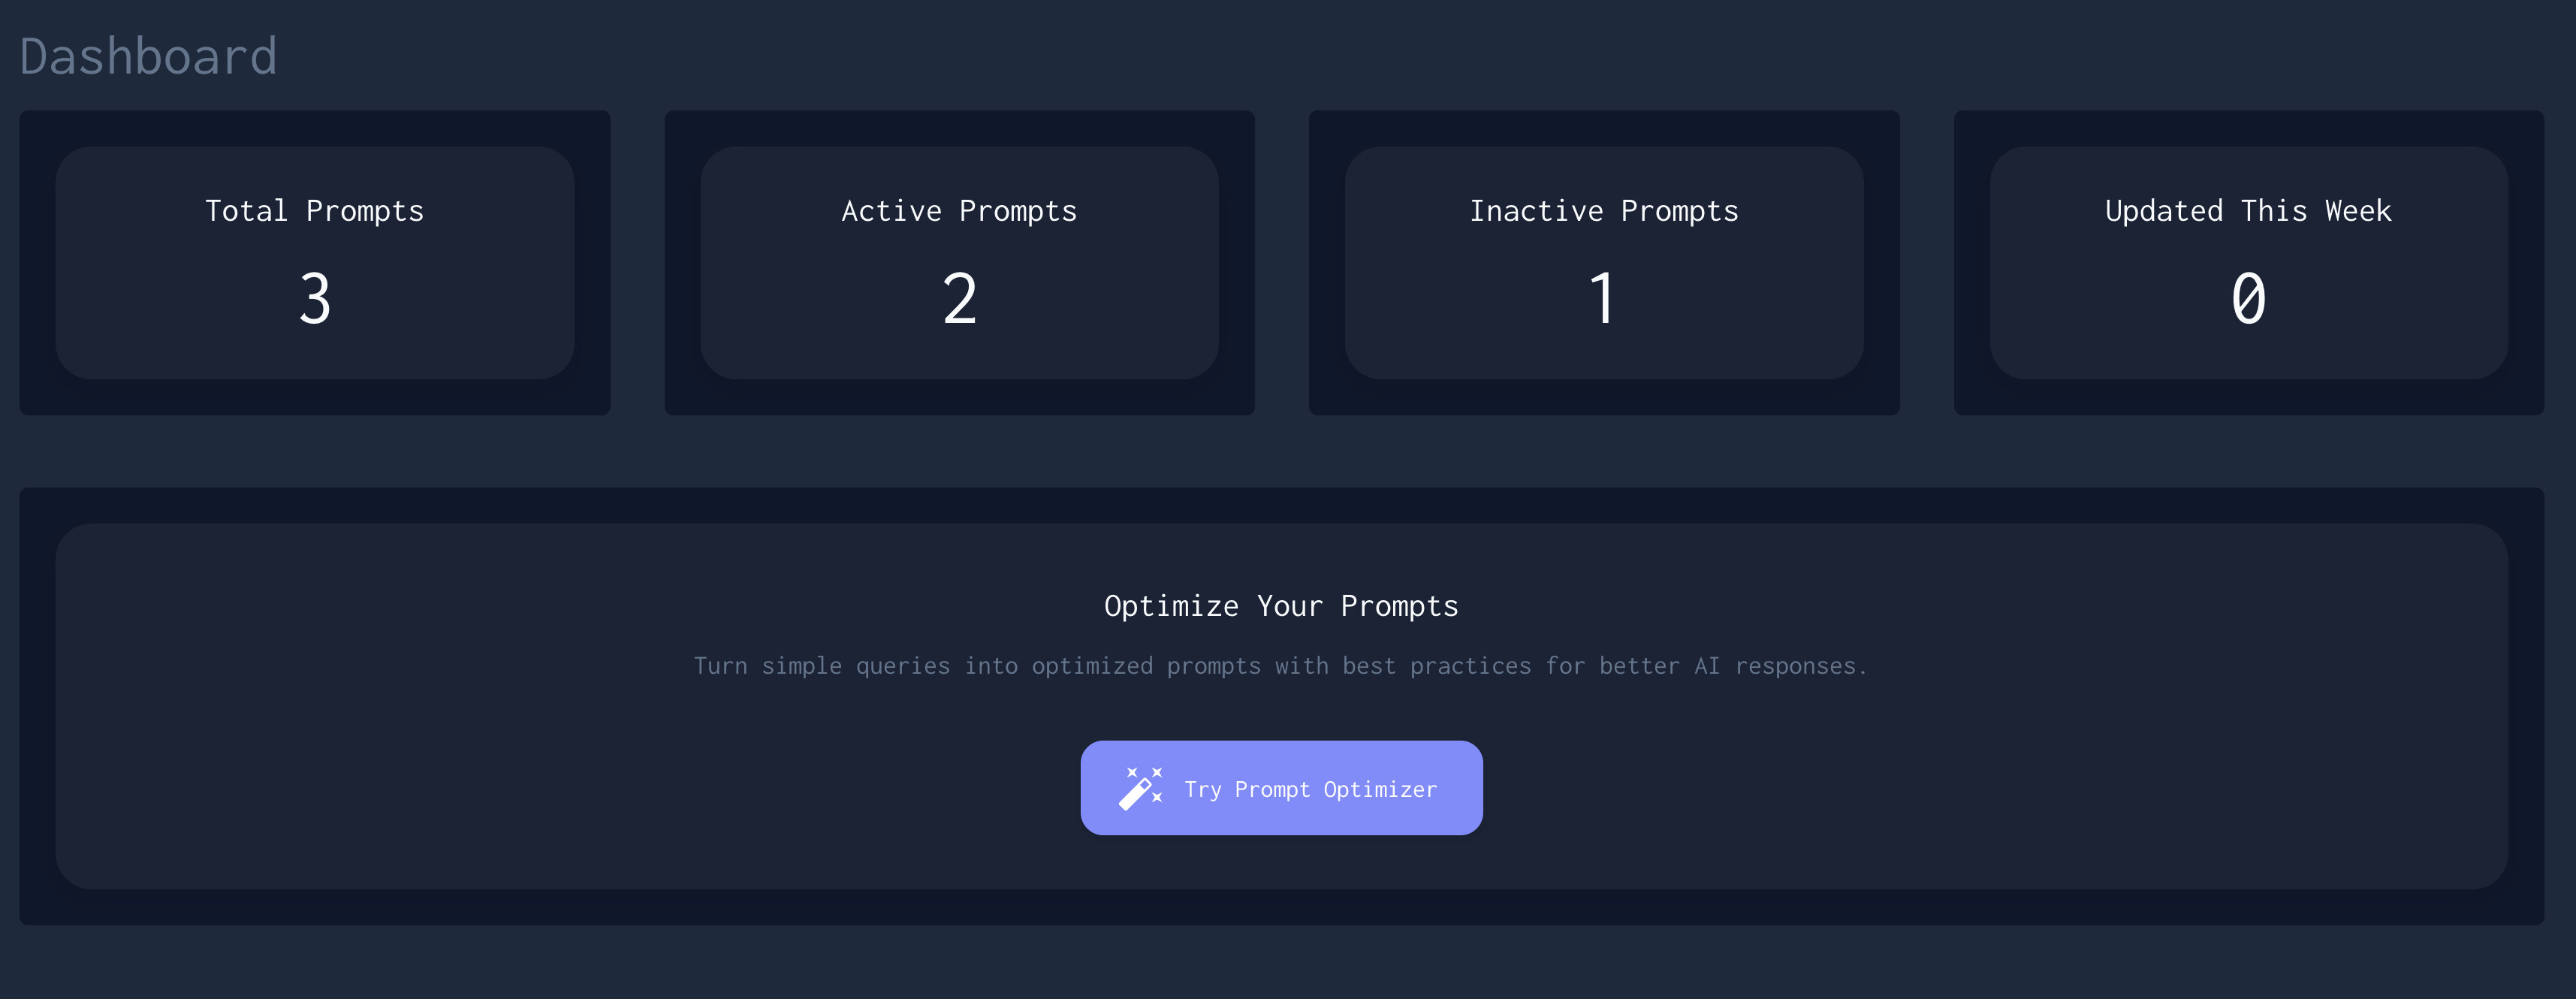 Dashboard
Total Prompts
3
Active Prompts
2
Inactive Prompts
1
Updated This Week
0
Optimize Your Prompts
Turn simple queries into optimized prompts with best practices for better AI responses.
Try Prompt Optimizer